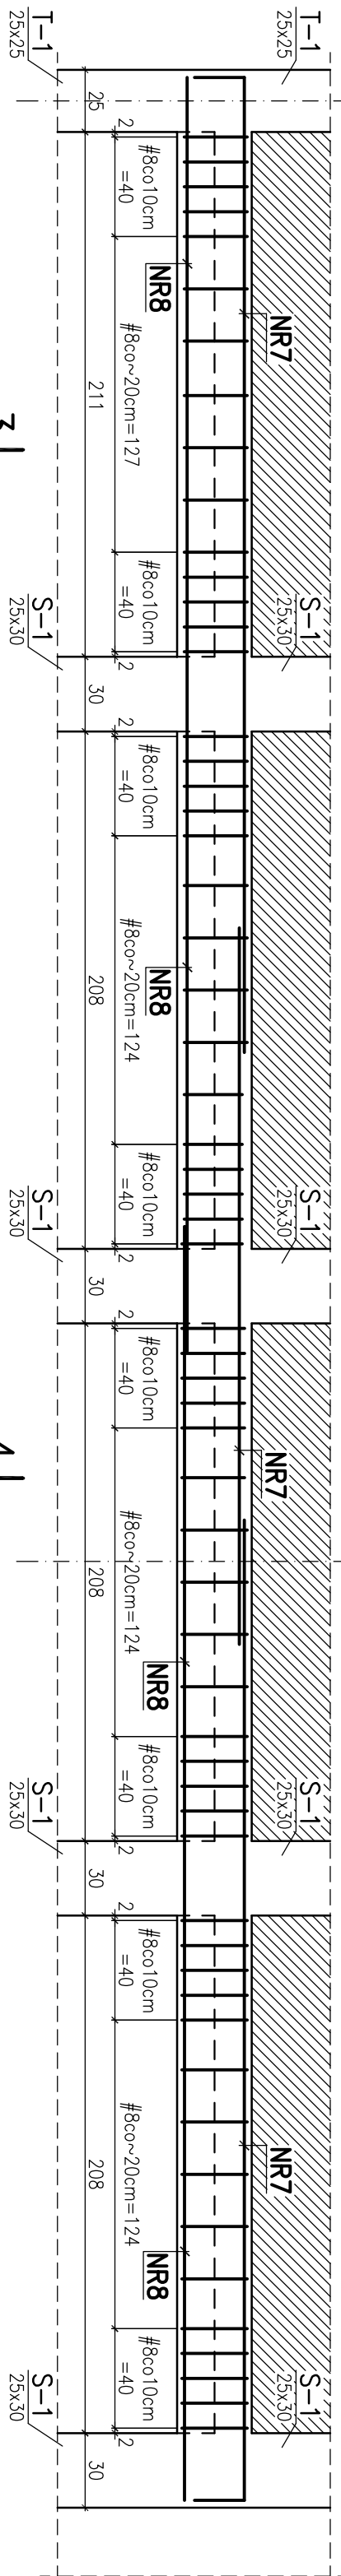 T-1
25x25
S-1
25x30
S-1
25x30
S-1
25x30
S-1
25x30
NR7
NR7
NR7
NR8
NR8
NR8
NR8
2
#8co10cm
=40
#8co~20cm=127
#8co10cm
=40
2
2
#8co10cm
=40
#8co~20cm=124
#8co10cm
=40
2
2
#8co10cm
=40
#8co~20cm=124
#8co10cm
=40
2
2
#8co10cm
=40
#8co~20cm=124
#8co10cm
=40
2
25
211
30
208
30
208
30
208
30
T-1
25x25
S-1
25x30
S-1
25x30
S-1
25x30
S-1
25x30